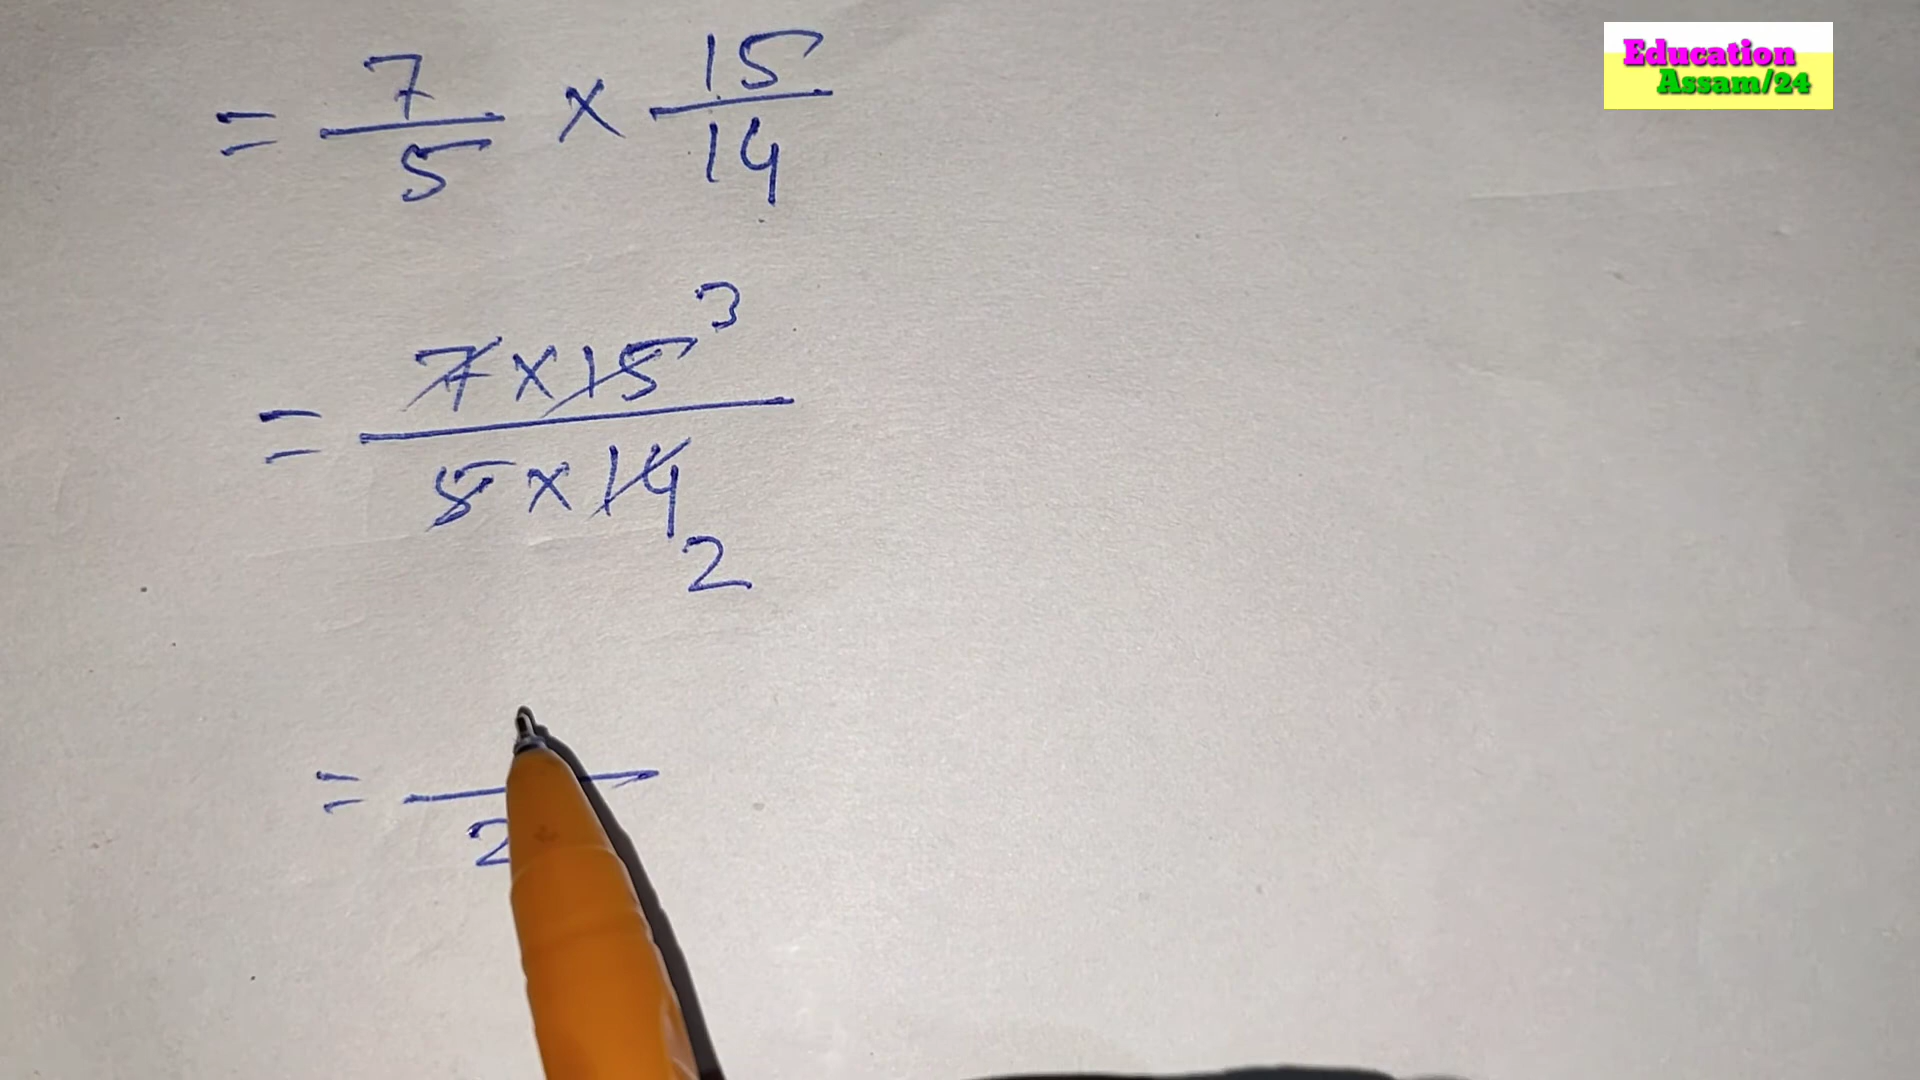 Education
Assam/24
= 7/5 × 15/14
= 7×15 3 / 5×14 2
= /2